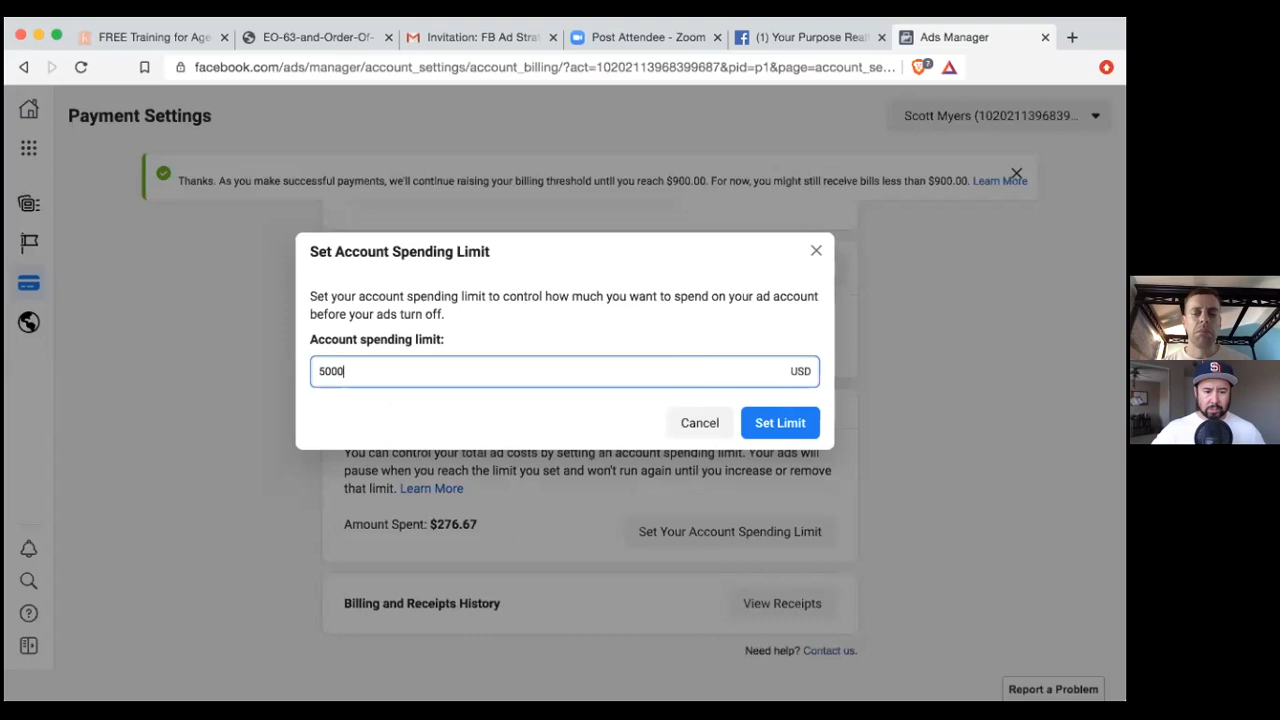 FREE Training for Age
EO-63-and-Order-Of-
Invitation: FB Ad Stra
Post Attendee - Zoom
(1) Your Purpose Realt
Ads Manager
facebook.com/ads/manager/account_settings/account_billing/?act=10202113968399687&pid=p1&page=account_se...
7
Payment Settings
Scott Myers (1020211396839...
Thanks. As you make successful payments, we'll continue raising your billing threshold until you reach $900.00. For now, you might still receive bills less than $900.00. Learn More
Set Account Spending Limit
Set your account spending limit to control how much you want to spend on your ad account
before your ads turn off.
Account spending limit:
5000 USD
Cancel Set Limit
You can control your total ad costs by setting an account spending limit. Your ads will
pause when you reach the limit you set and won't run again until you increase or remove
that limit. Learn More
Amount Spent: $276.67
Set Your Account Spending Limit
Billing and Receipts History
View Receipts
Need help? Contact us.
Report a Problem